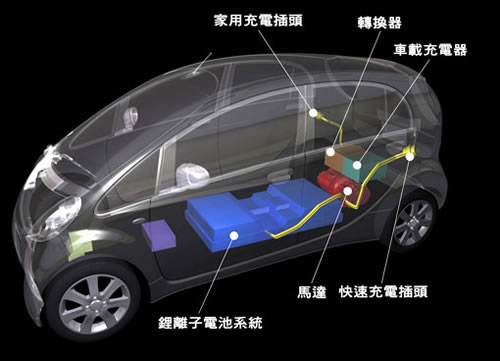 家用充電插頭
轉換器
車載充電器
馬達
快速充電插頭
鋰離子電池系統